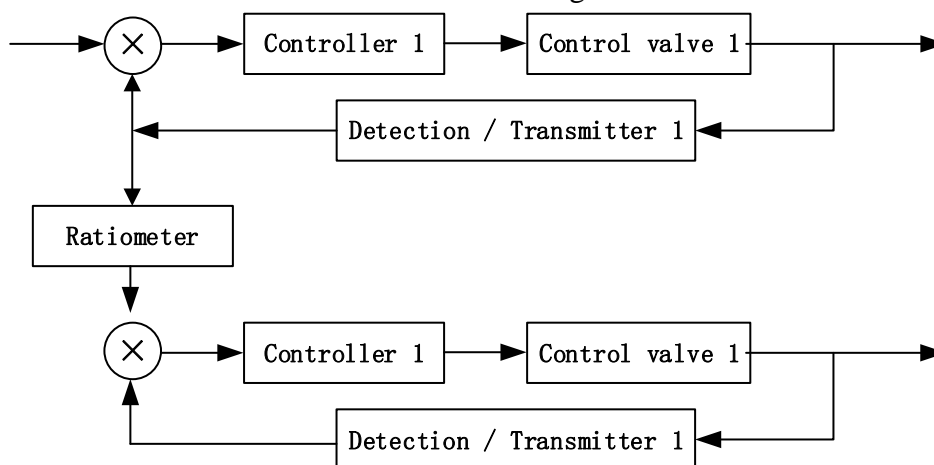 Controller 1
Control valve 1
Detection / Transmitter 1
Ratiometer
Controller 1
Control valve 1
Detection / Transmitter 1